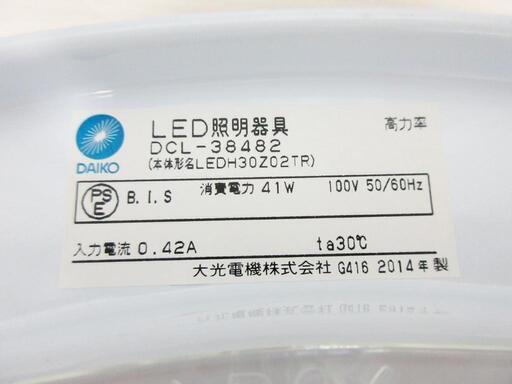 LED照明器具 高力率
DCL-38482
(本体形名LEDH30Z02TR)
DAIKO
PS
E
B.I.S 消費電力 41W 100V 50/60Hz
入力電流 0.42A ta30℃
大光電機株式会社 G416 2014年製